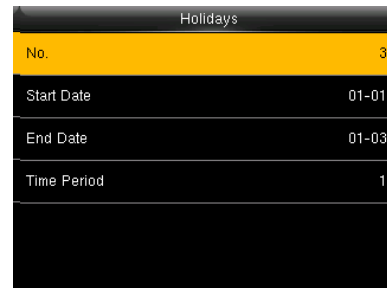 Holidays
No. 3
Start Date 01-01
End Date 01-03
Time Period 1